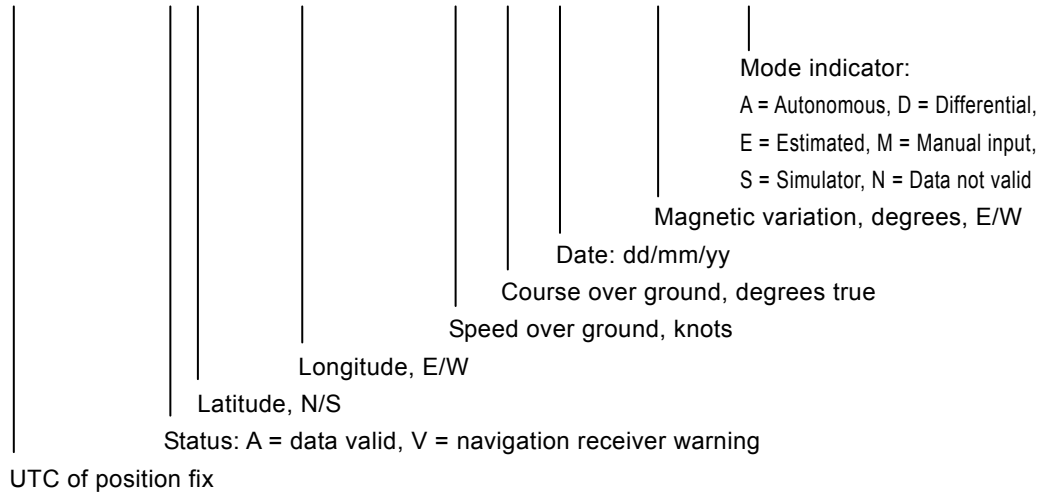 Mode indicator:
A = Autonomous, D = Differential,
E = Estimated, M = Manual input,
S = Simulator, N = Data not valid
Magnetic variation, degrees, E/W
Date: dd/mm/yy
Course over ground, degrees true
Speed over ground, knots
Longitude, E/W
Latitude, N/S
Status: A = data valid, V = navigation receiver warning
UTC of position fix